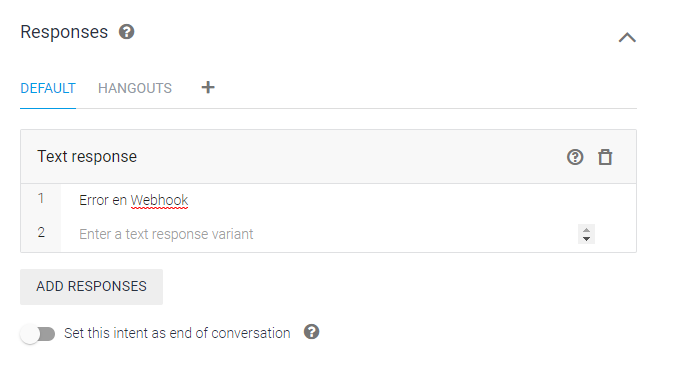 Responses
DEFAULT HANGOUTS
Text response
1 Error en Webhook
2 Enter a text response variant
ADD RESPONSES
Set this intent as end of conversation